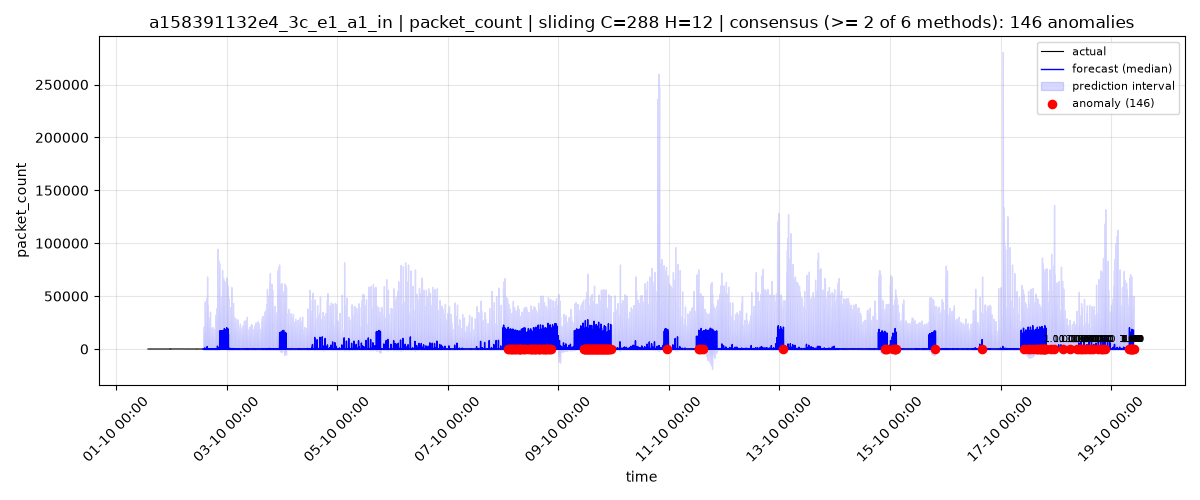 a158391132e4_3c_e1_a1_in | packet_count | sliding C=288 H=12 | consensus (>= 2 of 6 methods): 146 anomalies
actual
forecast (median)
prediction interval
anomaly (146)
250000
200000
150000
100000
50000
0
packet_count
01-10 00:00
03-10 00:00
05-10 00:00
07-10 00:00
09-10 00:00
11-10 00:00
13-10 00:00
15-10 00:00
17-10 00:00
19-10 00:00
time